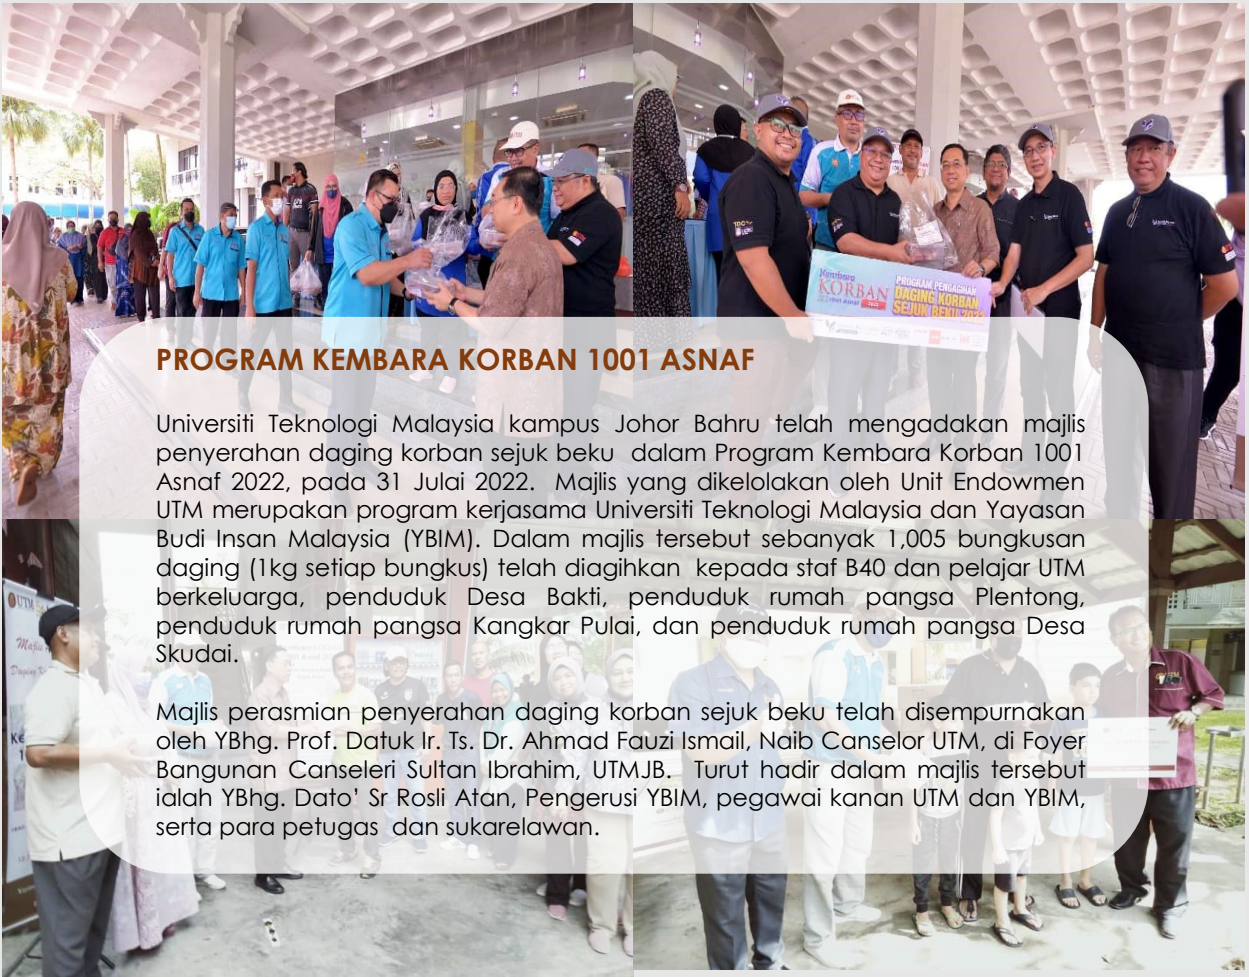 Kembara
KORBAN
PROGRAM PENGAGIHAN
DAGING KORBAN
SEJUK BEKU 2022
PROGRAM KEMBARA KORBAN 1001 ASNAF
Universiti Teknologi Malaysia kampus Johor Bahru telah mengadakan majlis
penyerahan daging korban sejuk beku dalam Program Kembara Korban 1001
Asnaf 2022, pada 31 Julai 2022. Majlis yang dikelolakan oleh Unit Endowmen
UTM merupakan program kerjasama Universiti Teknologi Malaysia dan Yayasan
Budi Insan Malaysia (YBIM). Dalam majlis tersebut sebanyak 1,005 bungkusan
daging (1kg setiap bungkus) telah diagihkan kepada staf B40 dan pelajar UTM
berkeluarga, penduduk Desa Bakti, penduduk rumah pangsa Plentong,
penduduk rumah pangsa Kangkar Pulai, dan penduduk rumah pangsa Desa
Skudai.
Majlis perasmian penyerahan daging korban sejuk beku telah disempurnakan
oleh YBhg. Prof. Datuk Ir. Ts. Dr. Ahmad Fauzi Ismail, Naib Canselor UTM, di Foyer
Bangunan Canseleri Sultan Ibrahim, UTMJB. Turut hadir dalam majlis tersebut
ialah YBhg. Dato' Sr Rosli Atan, Pengerusi YBIM, pegawai kanan UTM dan YBIM,
serta para petugas dan sukarelawan.
UTM